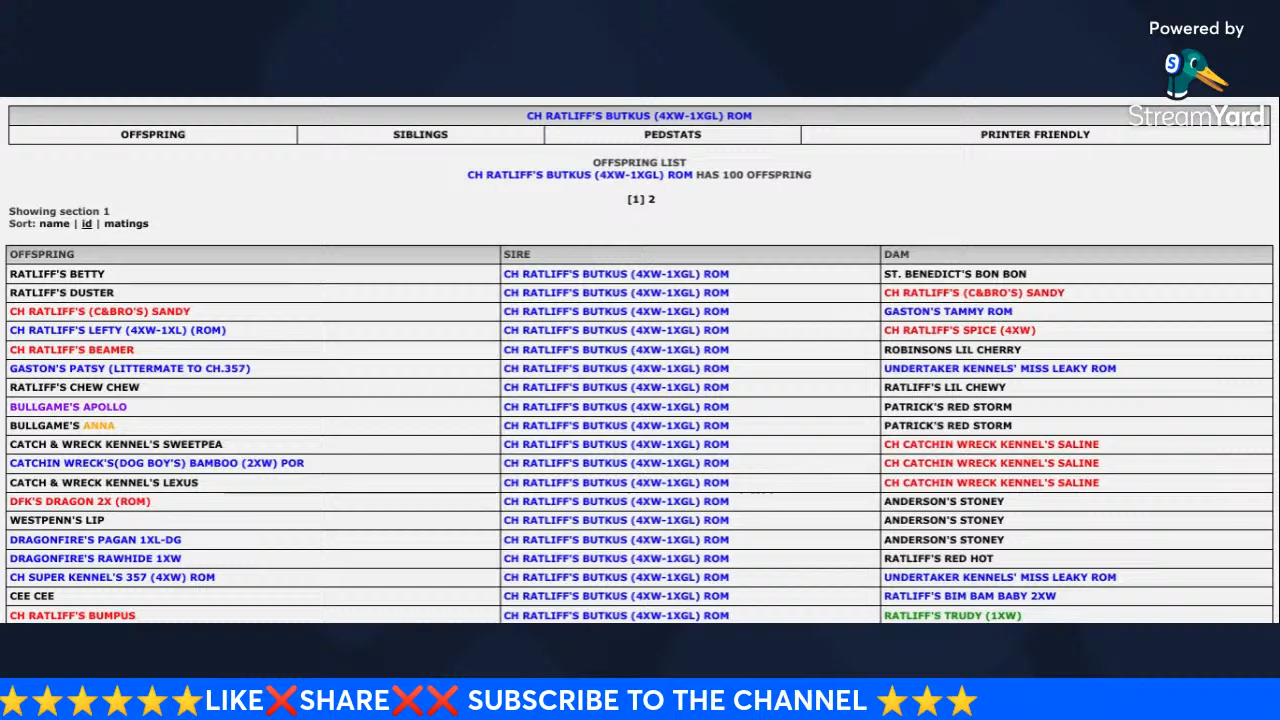 Powered by
S
StreamYard
CH RATLIFF'S BUTKUS (4XW-1XGL) ROM
OFFSPRING SIBLINGS PEDSTATS PRINTER FRIENDLY
OFFSPRING LIST
CH RATLIFF'S BUTKUS (4XW-1XGL) ROM HAS 100 OFFSPRING
[1] 2
Showing section 1
Sort: name | id | matings
OFFSPRING SIRE DAM
RATLIFF'S BETTY CH RATLIFF'S BUTKUS (4XW-1XGL) ROM ST. BENEDICT'S BON BON
RATLIFF'S DUSTER CH RATLIFF'S BUTKUS (4XW-1XGL) ROM CH RATLIFF'S (C&BRO'S) SANDY
CH RATLIFF'S (C&BRO'S) SANDY CH RATLIFF'S BUTKUS (4XW-1XGL) ROM GASTON'S TAMMY ROM
CH RATLIFF'S LEFTY (4XW-1XL) (ROM) CH RATLIFF'S BUTKUS (4XW-1XGL) ROM CH RATLIFF'S SPICE (4XW)
CH RATLIFF'S BEAMER CH RATLIFF'S BUTKUS (4XW-1XGL) ROM ROBINSONS LIL CHERRY
GASTON'S PATSY (LITTERMATE TO CH.357) CH RATLIFF'S BUTKUS (4XW-1XGL) ROM UNDERTAKER KENNELS' MISS LEAKY ROM
RATLIFF'S CHEW CHEW CH RATLIFF'S BUTKUS (4XW-1XGL) ROM RATLIFF'S LIL CHEWY
BULLGAME'S APOLLO CH RATLIFF'S BUTKUS (4XW-1XGL) ROM PATRICK'S RED STORM
BULLGAME'S ANNA CH RATLIFF'S BUTKUS (4XW-1XGL) ROM PATRICK'S RED STORM
CATCH & WRECK KENNEL'S SWEETPEA CH RATLIFF'S BUTKUS (4XW-1XGL) ROM CH CATCHIN WRECK KENNEL'S SALINE
CATCHIN WRECK'S(DOG BOY'S) BAMBOO (2XW) POR CH RATLIFF'S BUTKUS (4XW-1XGL) ROM CH CATCHIN WRECK KENNEL'S SALINE
CATCH & WRECK KENNEL'S LEXUS CH RATLIFF'S BUTKUS (4XW-1XGL) ROM CH CATCHIN WRECK KENNEL'S SALINE
DFK'S DRAGON 2X (ROM) CH RATLIFF'S BUTKUS (4XW-1XGL) ROM ANDERSON'S STONEY
WESTPENN'S LIP CH RATLIFF'S BUTKUS (4XW-1XGL) ROM ANDERSON'S STONEY
DRAGONFIRE'S PAGAN 1XL-DG CH RATLIFF'S BUTKUS (4XW-1XGL) ROM ANDERSON'S STONEY
DRAGONFIRE'S RAWHIDE 1XW CH RATLIFF'S BUTKUS (4XW-1XGL) ROM RATLIFF'S RED HOT
CH SUPER KENNEL'S 357 (4XW) ROM CH RATLIFF'S BUTKUS (4XW-1XGL) ROM UNDERTAKER KENNELS' MISS LEAKY ROM
CEE CEE CH RATLIFF'S BUTKUS (4XW-1XGL) ROM RATLIFF'S BIM BAM BABY 2XW
CH RATLIFF'S BUMPUS CH RATLIFF'S BUTKUS (4XW-1XGL) ROM RATLIFF'S TRUDY (1XW)
⭐⭐⭐⭐⭐⭐LIKE❌SHARE❌❌ SUBSCRIBE TO THE CHANNEL ⭐⭐⭐